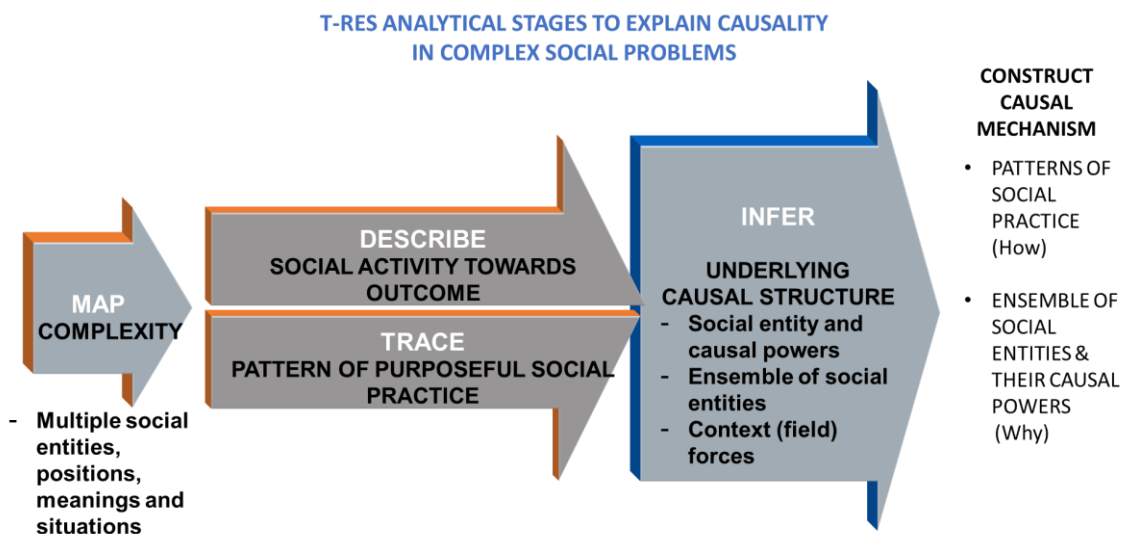 T-RES ANALYTICAL STAGES TO EXPLAIN CAUSALITY
IN COMPLEX SOCIAL PROBLEMS
MAP
COMPLEXITY
- Multiple social
entities,
positions,
meanings and
situations
DESCRIBE
SOCIAL ACTIVITY TOWARDS
OUTCOME
TRACE
PATTERN OF PURPOSEFUL SOCIAL
PRACTICE
INFER
UNDERLYING
CAUSAL STRUCTURE
- Social entity and
causal powers
- Ensemble of social
entities
- Context (field)
forces
CONSTRUCT
CAUSAL
MECHANISM
• PATTERNS OF
SOCIAL
PRACTICE
(How)
• ENSEMBLE OF
SOCIAL
ENTITIES &
THEIR CAUSAL
POWERS
(Why)